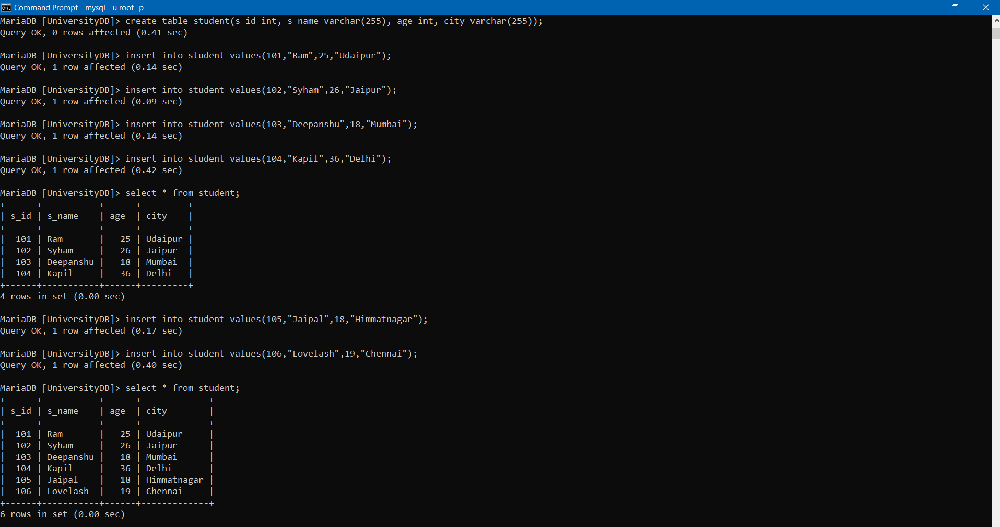 Command Prompt - mysql  -u root -p
MariaDB [UniversityDB]> create table student(s_id int, s_name varchar(255), age int, city varchar(255));
Query OK, 0 rows affected (0.41 sec)

MariaDB [UniversityDB]> insert into student values(101,"Ram",25,"Udaipur");
Query OK, 1 row affected (0.14 sec)

MariaDB [UniversityDB]> insert into student values(102,"Syham",26,"Jaipur");
Query OK, 1 row affected (0.09 sec)

MariaDB [UniversityDB]> insert into student values(103,"Deepanshu",18,"Mumbai");
Query OK, 1 row affected (0.14 sec)

MariaDB [UniversityDB]> insert into student values(104,"Kapil",36,"Delhi");
Query OK, 1 row affected (0.42 sec)

MariaDB [UniversityDB]> select * from student;
+------+-----------+------+---------+
| s_id | s_name    | age  | city    |
+------+-----------+------+---------+
|  101 | Ram       |   25 | Udaipur |
|  102 | Syham     |   26 | Jaipur  |
|  103 | Deepanshu |   18 | Mumbai  |
|  104 | Kapil     |   36 | Delhi   |
+------+-----------+------+---------+
4 rows in set (0.00 sec)

MariaDB [UniversityDB]> insert into student values(105,"Jaipal",18,"Himmatnagar");
Query OK, 1 row affected (0.17 sec)

MariaDB [UniversityDB]> insert into student values(106,"Lovelash",19,"Chennai");
Query OK, 1 row affected (0.40 sec)

MariaDB [UniversityDB]> select * from student;
+------+-----------+------+-------------+
| s_id | s_name    | age  | city        |
+------+-----------+------+-------------+
|  101 | Ram       |   25 | Udaipur     |
|  102 | Syham     |   26 | Jaipur      |
|  103 | Deepanshu |   18 | Mumbai      |
|  104 | Kapil     |   36 | Delhi       |
|  105 | Jaipal    |   18 | Himmatnagar |
|  106 | Lovelash  |   19 | Chennai     |
+------+-----------+------+-------------+
6 rows in set (0.00 sec)